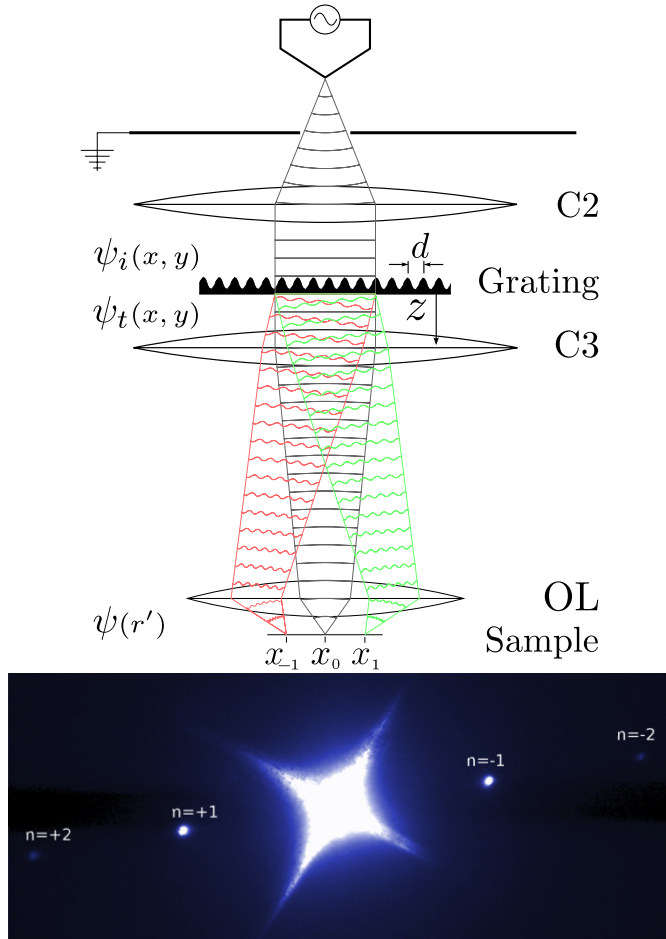 C2
ψᵢ(x, y)
d
Grating
ψₜ(x, y)
z
C3
OL
ψ(r′)
Sample
x₋₁ x₀ x₁
n=-2
n=-1
n=+1
n=+2